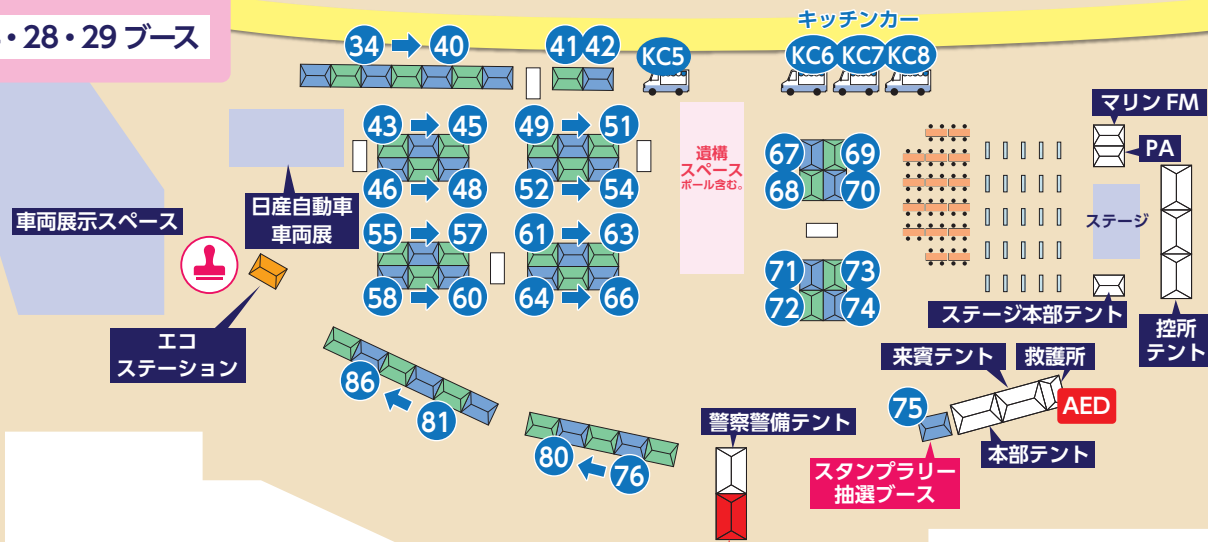 ・28・29 ブース
キッチンカー
34 ➡ 40
41 42
KC5
KC6 KC7 KC8
マリン FM
PA
43 ➡ 45
49 ➡ 51
46 ➡ 48
52 ➡ 54
遺構
スペース
ポール含む。
67 69
68 70
車両展示スペース
日産自動車
車両展
ステージ
55 ➡ 57
61 ➡ 63
58 ➡ 60
64 ➡ 66
71 73
72 74
ステージ本部テント
控所
テント
エコ
ステーション
来賓テント
救護所
AED
86 ⬅ 81
80 ⬅ 76
75
警察警備テント
本部テント
スタンプラリー
抽選ブース